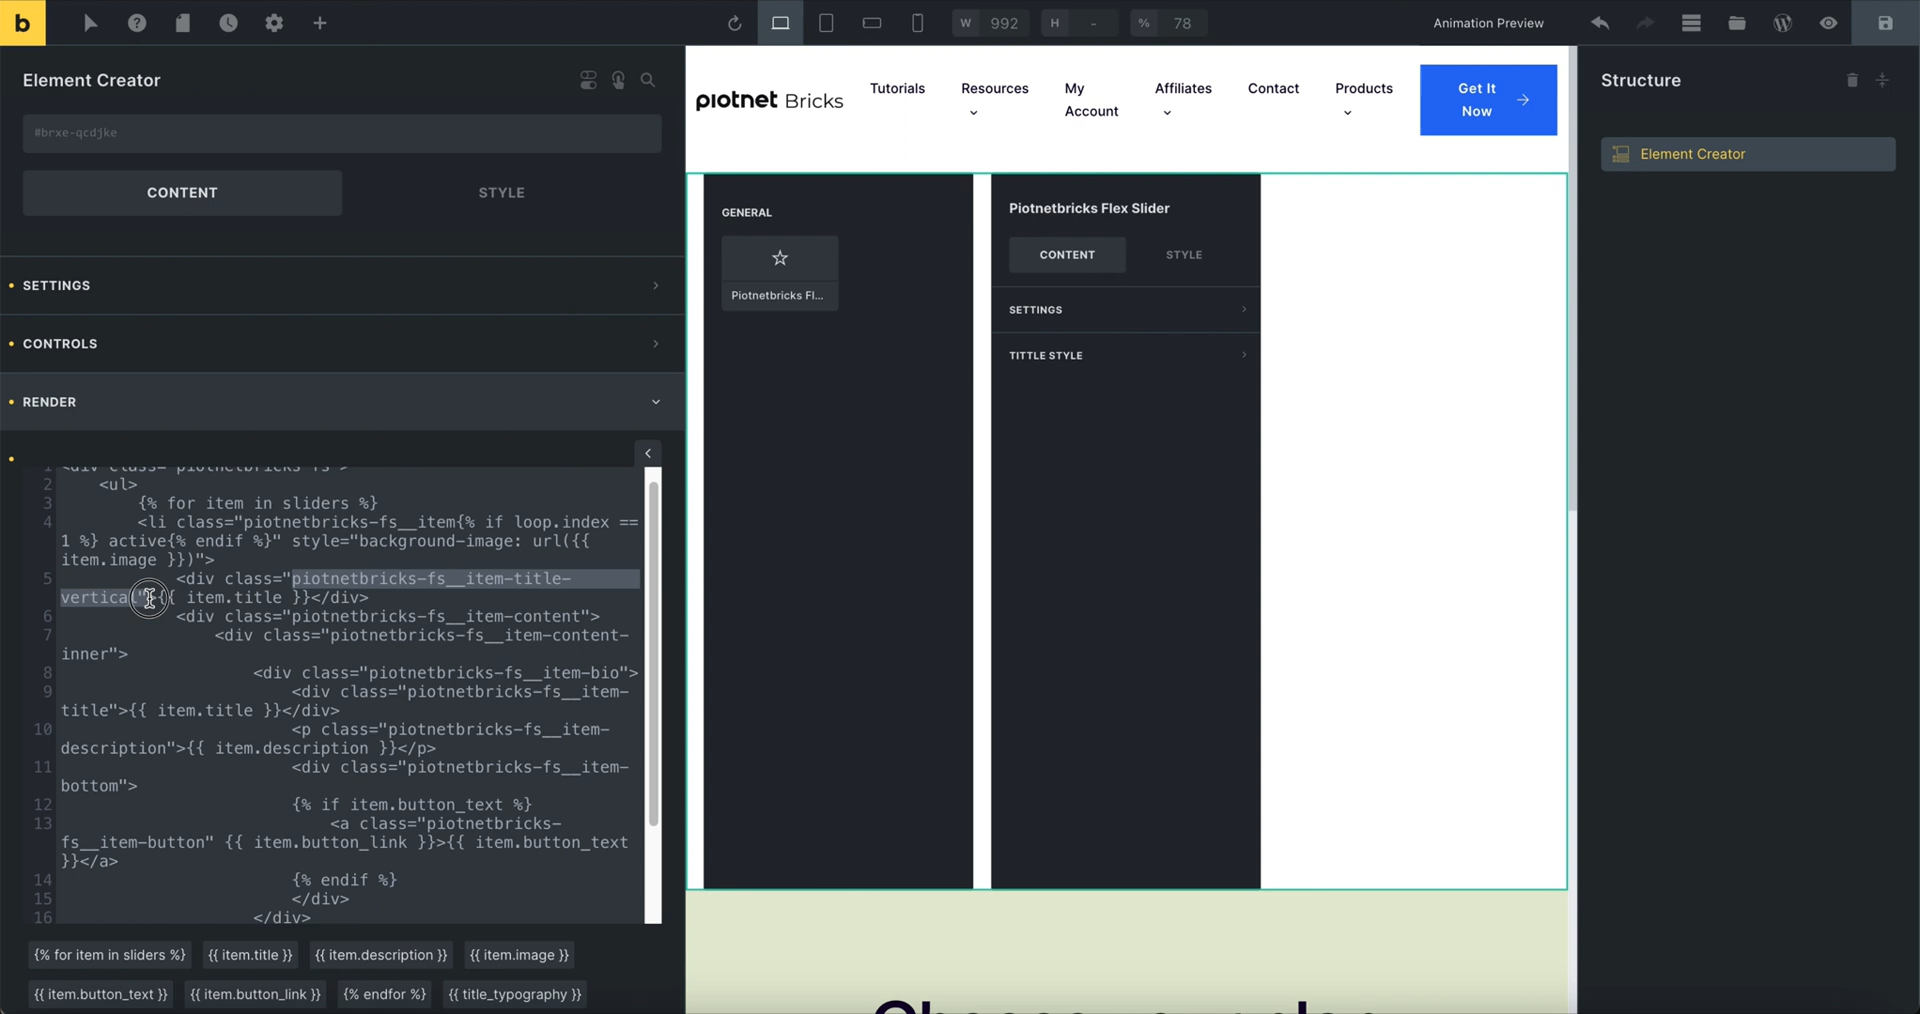 b
W 992 H - % 78
Animation Preview
Element Creator
#brxe-qcdjke
CONTENT STYLE
SETTINGS
CONTROLS
RENDER
1 <div class="piotnetbricks-fs">
2 <ul>
3 {% for item in sliders %}
4 <li class="piotnetbricks-fs__item{% if loop.index ==
1 %} active{% endif %}" style="background-image: url({{
item.image }})">
5 <div class="piotnetbricks-fs__item-title-
vertical">{{ item.title }}</div>
6 <div class="piotnetbricks-fs__item-content">
7 <div class="piotnetbricks-fs__item-content-
inner">
8 <div class="piotnetbricks-fs__item-bio">
9 <div class="piotnetbricks-fs__item-
title">{{ item.title }}</div>
10 <p class="piotnetbricks-fs__item-
description">{{ item.description }}</p>
11 <div class="piotnetbricks-fs__item-
bottom">
12 {% if item.button_text %}
13 <a class="piotnetbricks-
fs__item-button" {{ item.button_link }}>{{ item.button_text
}}</a>
14 {% endif %}
15 </div>
16 </div>
{% for item in sliders %} {{ item.title }} {{ item.description }} {{ item.image }}
{{ item.button_text }} {{ item.button_link }} {% endfor %} {{ title_typography }}
piotnet Bricks
Tutorials
Resources
My
Account
Affiliates
Contact
Products
Get It
Now
GENERAL
Piotnetbricks Fl...
Piotnetbricks Flex Slider
CONTENT STYLE
SETTINGS
TITTLE STYLE
Structure
Element Creator